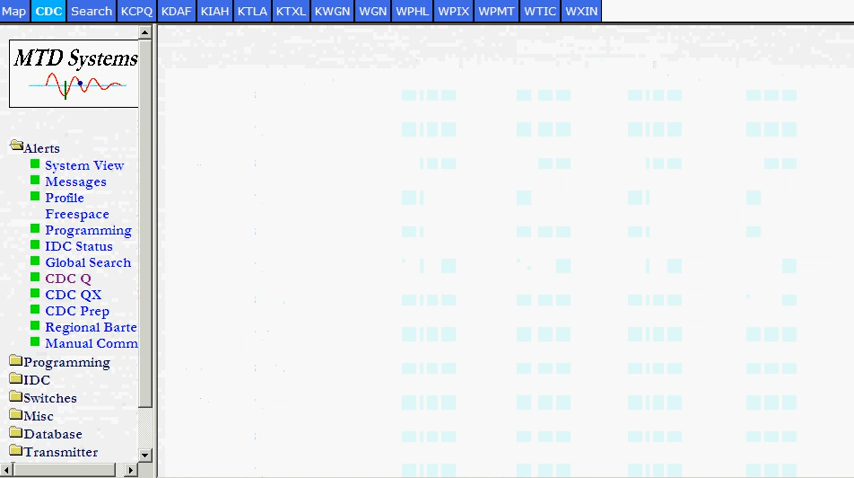 Map CDC Search KCPQ KDAF KIAH KTLA KTXL KWGN WGN WPHL WPIX WPMT WTIC WXIN
MTD Systems
Alerts
System View
Messages
Profile
Freespace
Programming
IDC Status
Global Search
CDC Q
CDC QX
CDC Prep
Regional Barte
Manual Comm
Programming
IDC
Switches
Misc
Database
Transmitter